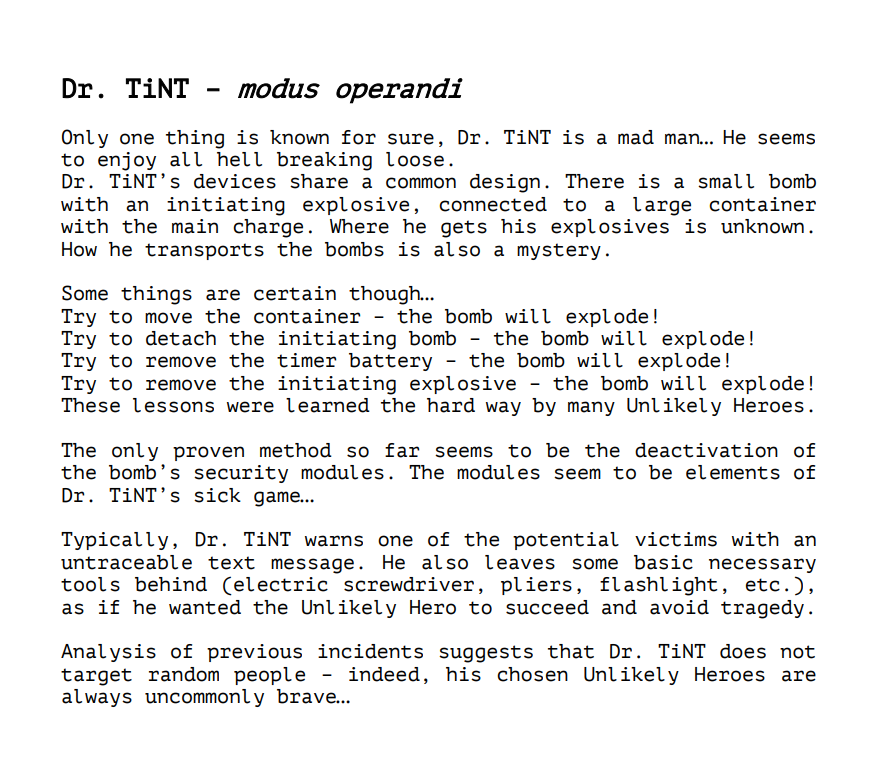 Dr. TiNT – modus operandi
Only one thing is known for sure, Dr. TiNT is a mad man… He seems
to enjoy all hell breaking loose.
Dr. TiNT’s devices share a common design. There is a small bomb
with an initiating explosive, connected to a large container
with the main charge. Where he gets his explosives is unknown.
How he transports the bombs is also a mystery.
Some things are certain though…
Try to move the container – the bomb will explode!
Try to detach the initiating bomb – the bomb will explode!
Try to remove the timer battery – the bomb will explode!
Try to remove the initiating explosive – the bomb will explode!
These lessons were learned the hard way by many Unlikely Heroes.
The only proven method so far seems to be the deactivation of
the bomb’s security modules. The modules seem to be elements of
Dr. TiNT’s sick game…
Typically, Dr. TiNT warns one of the potential victims with an
untraceable text message. He also leaves some basic necessary
tools behind (electric screwdriver, pliers, flashlight, etc.),
as if he wanted the Unlikely Hero to succeed and avoid tragedy.
Analysis of previous incidents suggests that Dr. TiNT does not
target random people – indeed, his chosen Unlikely Heroes are
always uncommonly brave…